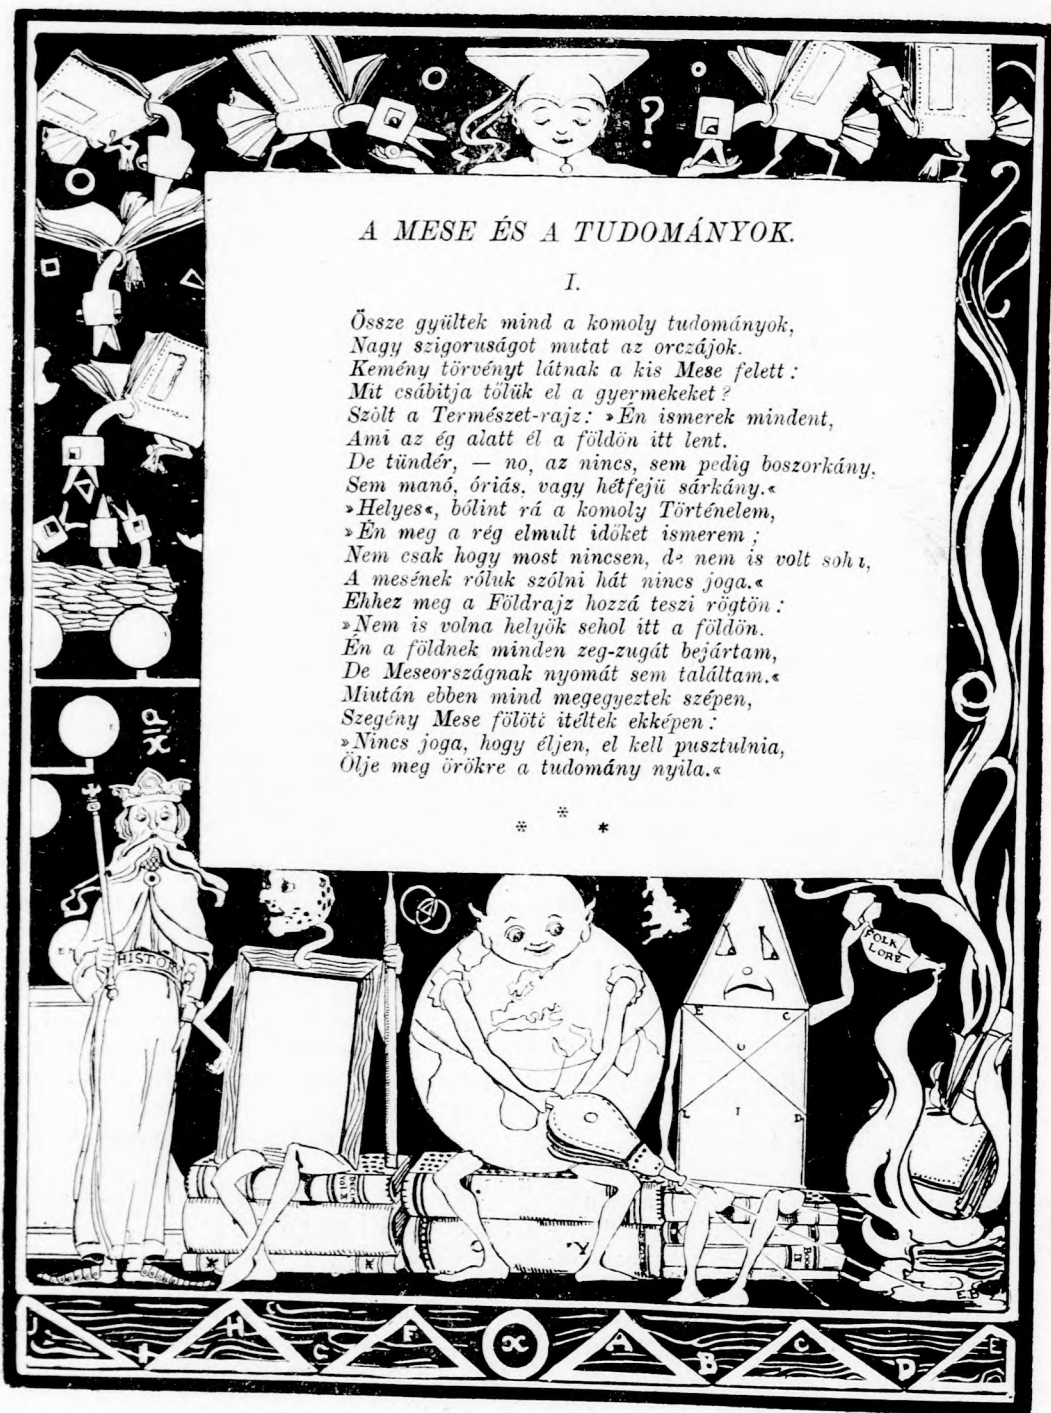 ?
A MESE ÉS A TUDOMÁNYOK.
I.
Össze gyültek mind a komoly tudományok,
Nagy szigoruságot mutat az orczájok.
Kemény törvényt látnak a kis Mese felett:
Mit csábitja tőlük el a gyermekeket?
Szólt a Természet-rajz: »Én ismerek mindent,
Ami az ég alatt él a földön itt lent.
De tündér, — no, az nincs, sem pedig boszorkány,
Sem manó, óriás, vagy hétfejü sárkány.«
»Helyes«, bólint rá a komoly Történelem,
»Én meg a rég elmult időket ismerem;
Nem csak hogy most nincsen, de nem is volt soha,
A mesének róluk szólni hát nincs joga.«
Ehhez meg a Földrajz hozzá teszi rögtön:
»Nem is volna helyök sehol itt a földön.
Én a földnek minden zeg-zugát bejártam,
De Meseországnak nyomát sem találtam.«
Miután ebben mind megegyeztek szépen,
Szegény Mese fölött itéltek ekképen:
»Nincs joga, hogy éljen, el kell pusztulnia,
Ölje meg örökre a tudomány nyila.«
* * *
HISTORY
FOLK
LORE
E C
U
L I D
VOL X
BOOK
IV
E.B
J X H G F x A B C D E